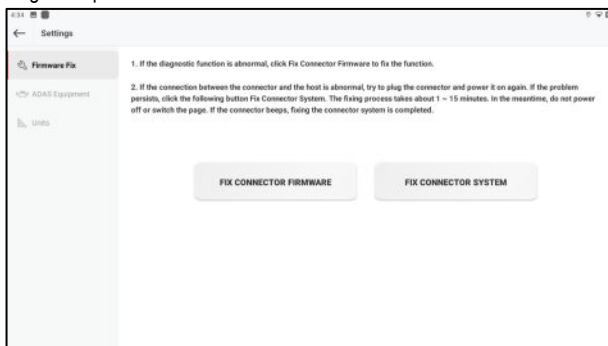 4:34
Settings
Firmware Fix
ADAS Equipment
Units
1. If the diagnostic function is abnormal, click Fix Connector Firmware to fix the function.
2. If the connection between the connector and the host is abnormal, try to plug the connector and power it on again. If the problem
persists, click the following button Fix Connector System. The fixing process takes about 1 ~ 15 minutes. In the meantime, do not power
off or switch the page. If the connector beeps, fixing the connector system is completed.
FIX CONNECTOR FIRMWARE
FIX CONNECTOR SYSTEM